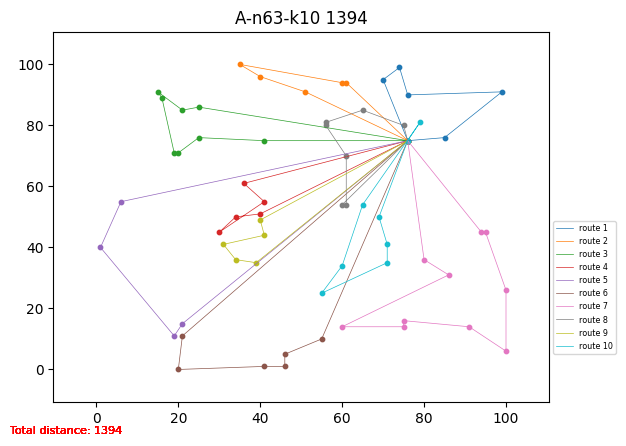 A-n63-k10 1394
100
80
60
40
20
0
0 20 40 60 80 100
route 1
route 2
route 3
route 4
route 5
route 6
route 7
route 8
route 9
route 10
Total distance: 1394